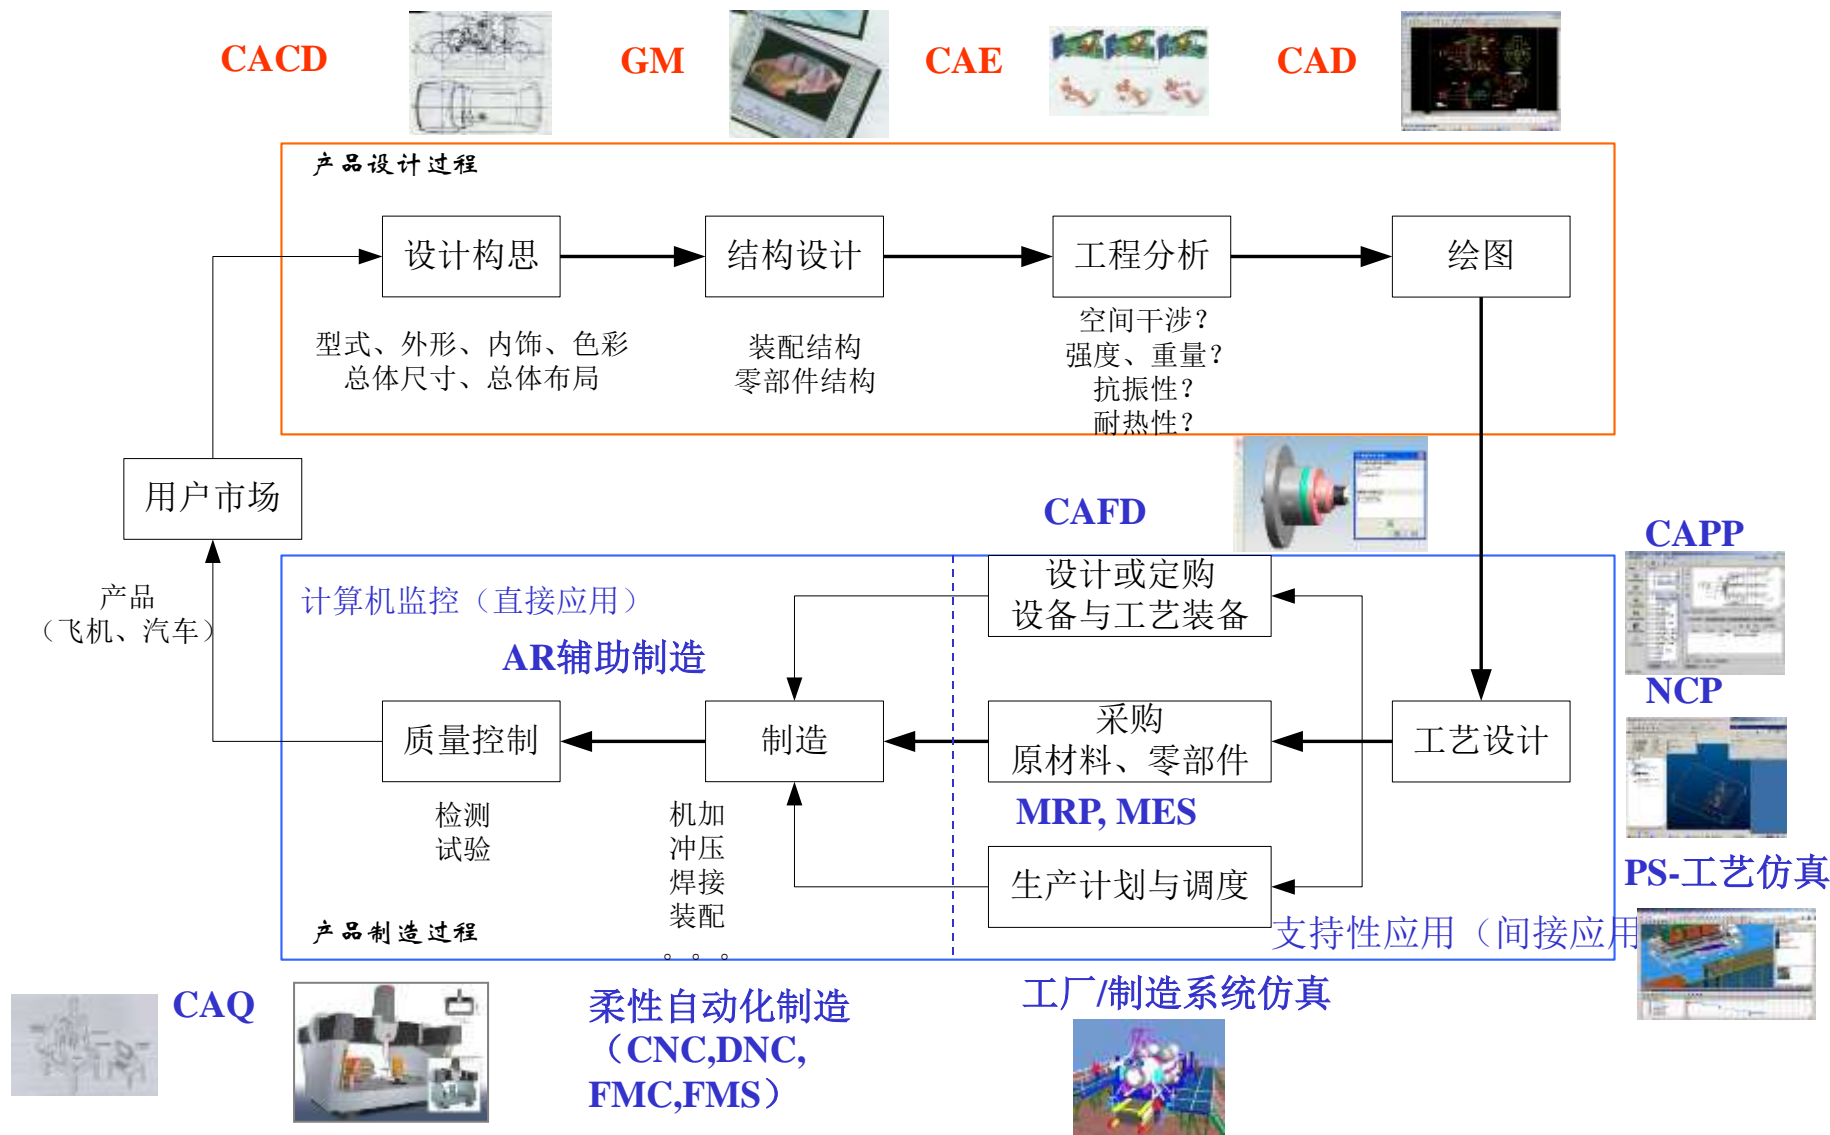 CACD
GM
CAE
CAD
产品设计过程
设计构思
结构设计
工程分析
绘图
型式、外形、内饰、色彩
总体尺寸、总体布局
装配结构
零部件结构
空间干涉？
强度、重量？
抗振性？
耐热性？
用户市场
CAFD
CAPP
产品
（飞机、汽车）
计算机监控（直接应用）
设计或定购
设备与工艺装备
AR辅助制造
NCP
质量控制
制造
采购
原材料、零部件
工艺设计
MRP, MES
检测
试验
机加
冲压
焊接
装配
。。。
生产计划与调度
PS-工艺仿真
产品制造过程
支持性应用（间接应用
CAQ
柔性自动化制造
（CNC,DNC,
FMC,FMS）
工厂/制造系统仿真